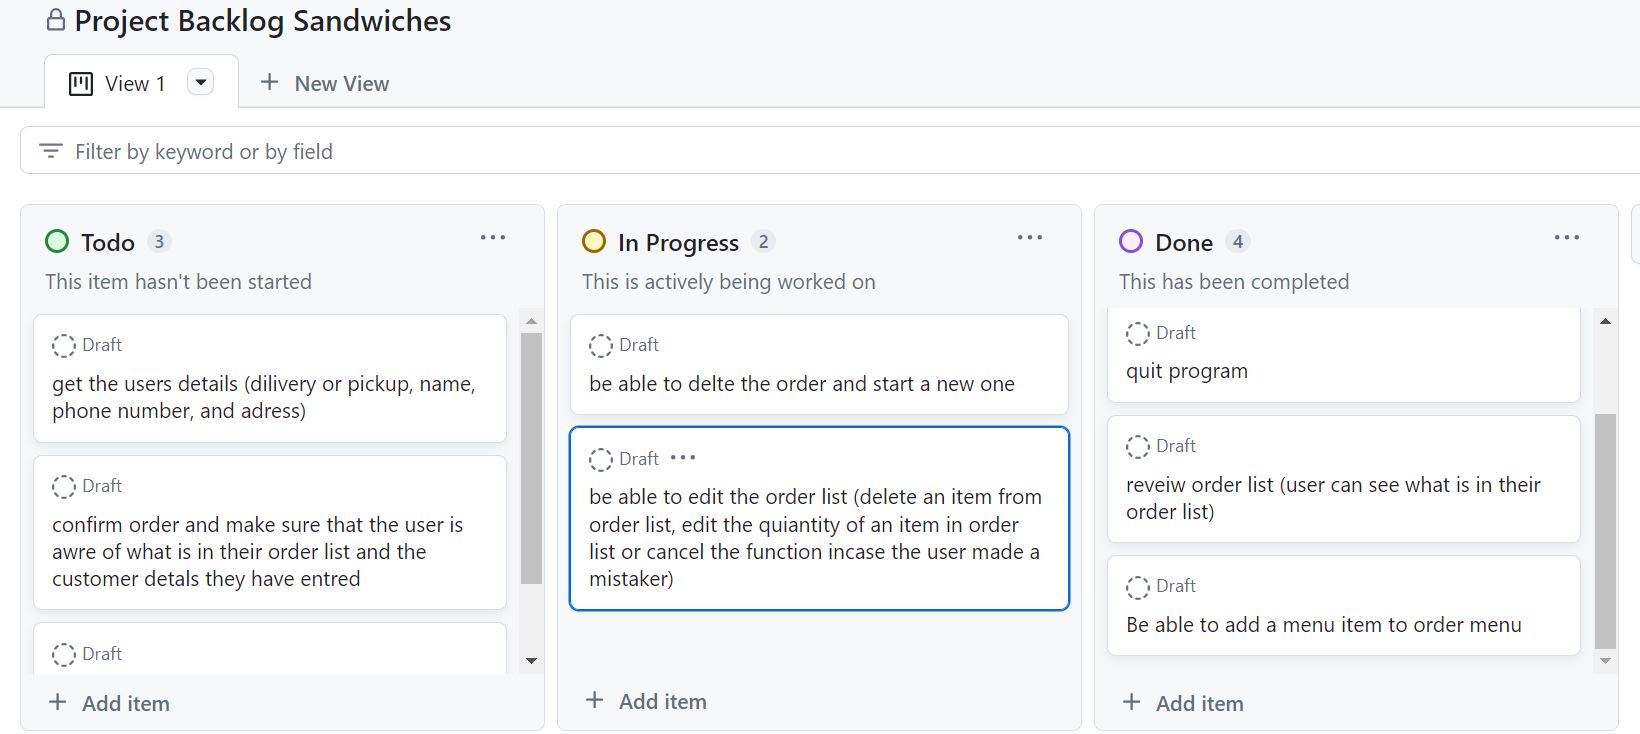 Project Backlog Sandwiches
View 1
New View
Filter by keyword or by field
Todo 3
This item hasn't been started
Draft
get the users details (dilivery or pickup, name,
phone number, and adress)
Draft
confirm order and make sure that the user is
awre of what is in their order list and the
customer detals they have entred
Draft
Add item
In Progress 2
This is actively being worked on
Draft
be able to delte the order and start a new one
Draft
be able to edit the order list (delete an item from
order list, edit the quiantity of an item in order
list or cancel the function incase the user made a
mistaker)
Add item
Done 4
This has been completed
Draft
quit program
Draft
reveiw order list (user can see what is in their
order list)
Draft
Be able to add a menu item to order menu
Add item